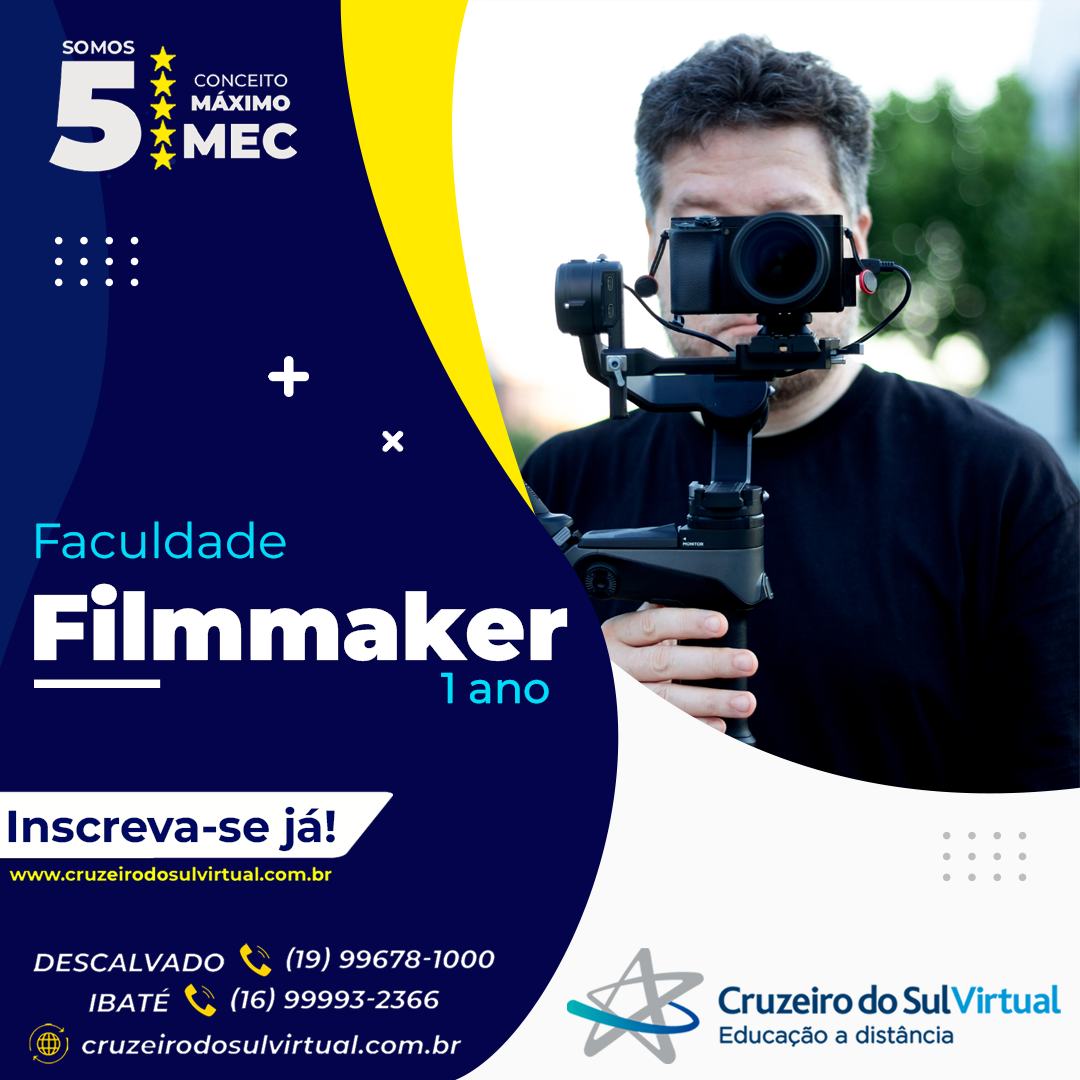 SOMOS
5
CONCEITO
MÁXIMO
MEC
MONITOR
Faculdade
Filmmaker
1 ano
Inscreva-se já!
www.cruzeirodosulvirtual.com.br
DESCALVADO (19) 99678-1000
IBATÉ (16) 99993-2366
cruzeirodosulvirtual.com.br
Cruzeiro do Sul Virtual
Educação a distância